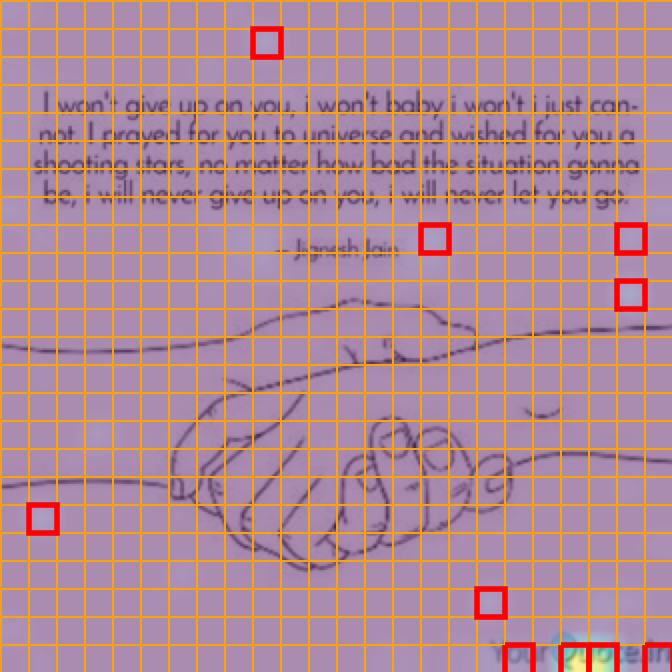 I won't give up on you, i won't baby i won't i just can-
not. I prayed for you to universe and wished for you a
shooting stars, no matter how bad the situation gonna
be, i will never give up on you, i will never let you go.
- Jignesh Jain
YourQuote.in